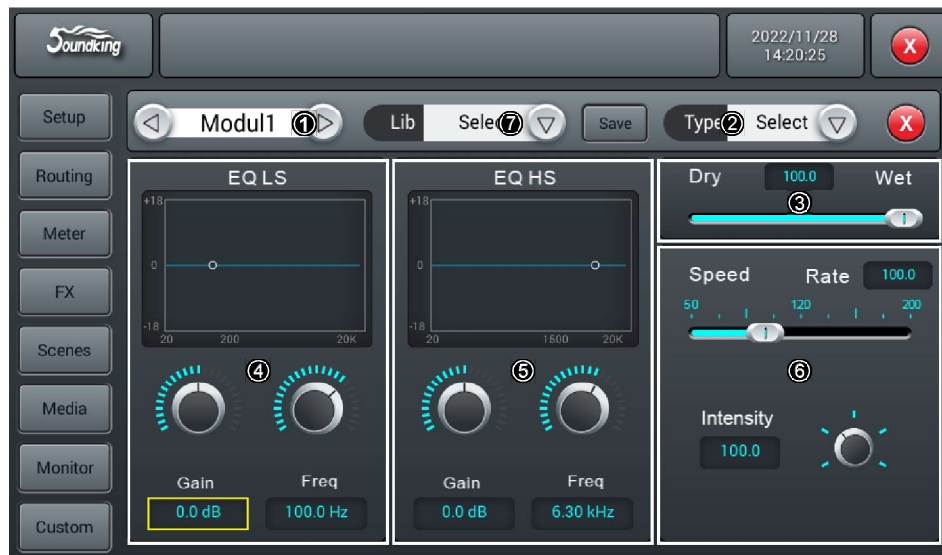 Soundking
2022/11/28
14:20:25
X
Setup
Modul1 ①
Lib
Selec ⑦
Save
Type ②
Select
X
Routing
Meter
FX
Scenes
Media
Monitor
Custom
EQ LS
+18
0
-18
20 200 20K
④
Gain Freq
0.0 dB 100.0 Hz
EQ HS
+18
0
-18
20 1500 20K
⑤
Gain Freq
0.0 dB 6.30 kHz
Dry 100.0 Wet
③
Speed Rate 100.0
50 120 200
⑥
Intensity
100.0